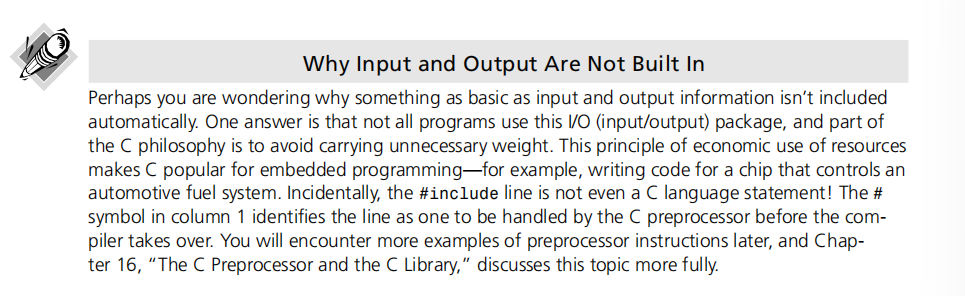 Why Input and Output Are Not Built In
Perhaps you are wondering why something as basic as input and output information isn’t included
automatically. One answer is that not all programs use this I/O (input/output) package, and part of
the C philosophy is to avoid carrying unnecessary weight. This principle of economic use of resources
makes C popular for embedded programming—for example, writing code for a chip that controls an
automotive fuel system. Incidentally, the #include line is not even a C language statement! The #
symbol in column 1 identifies the line as one to be handled by the C preprocessor before the com-
piler takes over. You will encounter more examples of preprocessor instructions later, and Chap-
ter 16, “The C Preprocessor and the C Library,” discusses this topic more fully.